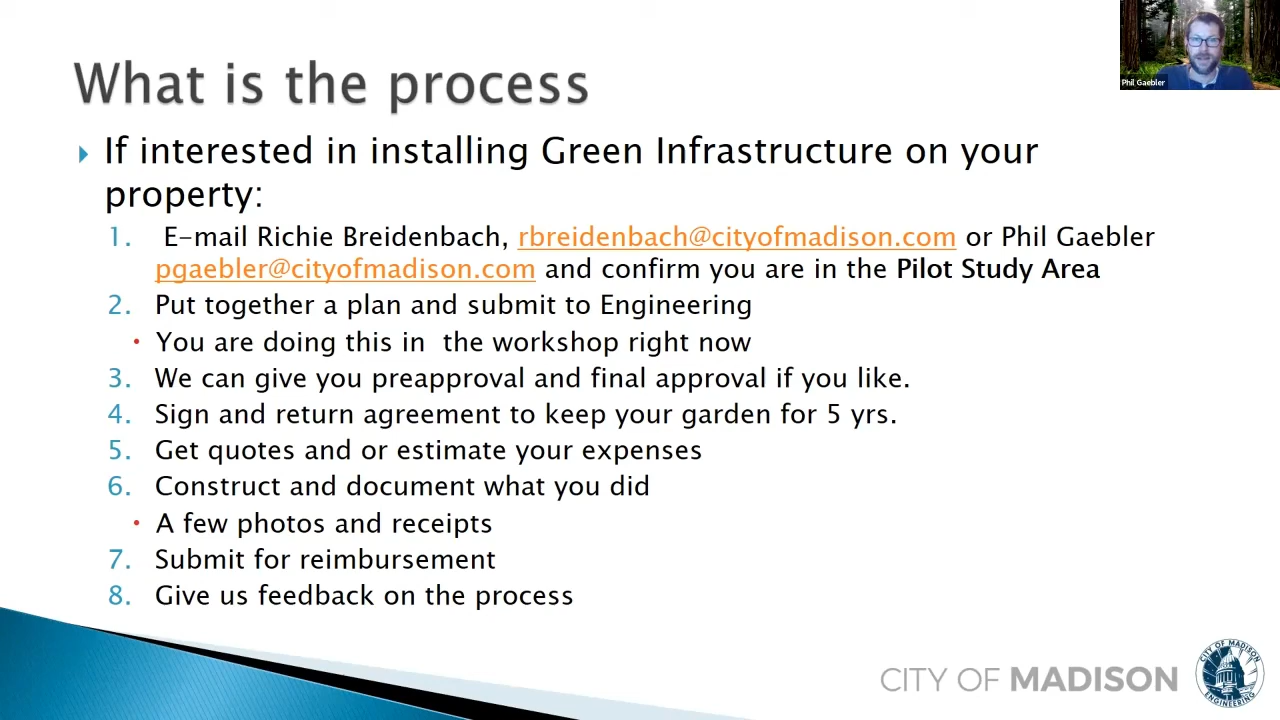 Phil Gaebler
What is the process
If interested in installing Green Infrastructure on your
property:
1. E-mail Richie Breidenbach, rbreidenbach@cityofmadison.com or Phil Gaebler
pgaebler@cityofmadison.com and confirm you are in the Pilot Study Area
2. Put together a plan and submit to Engineering
• You are doing this in  the workshop right now
3. We can give you preapproval and final approval if you like.
4. Sign and return agreement to keep your garden for 5 yrs.
5. Get quotes and or estimate your expenses
6. Construct and document what you did
• A few photos and receipts
7. Submit for reimbursement
8. Give us feedback on the process
CITY OF MADISON
CITY OF MADISON
ENGINEERING